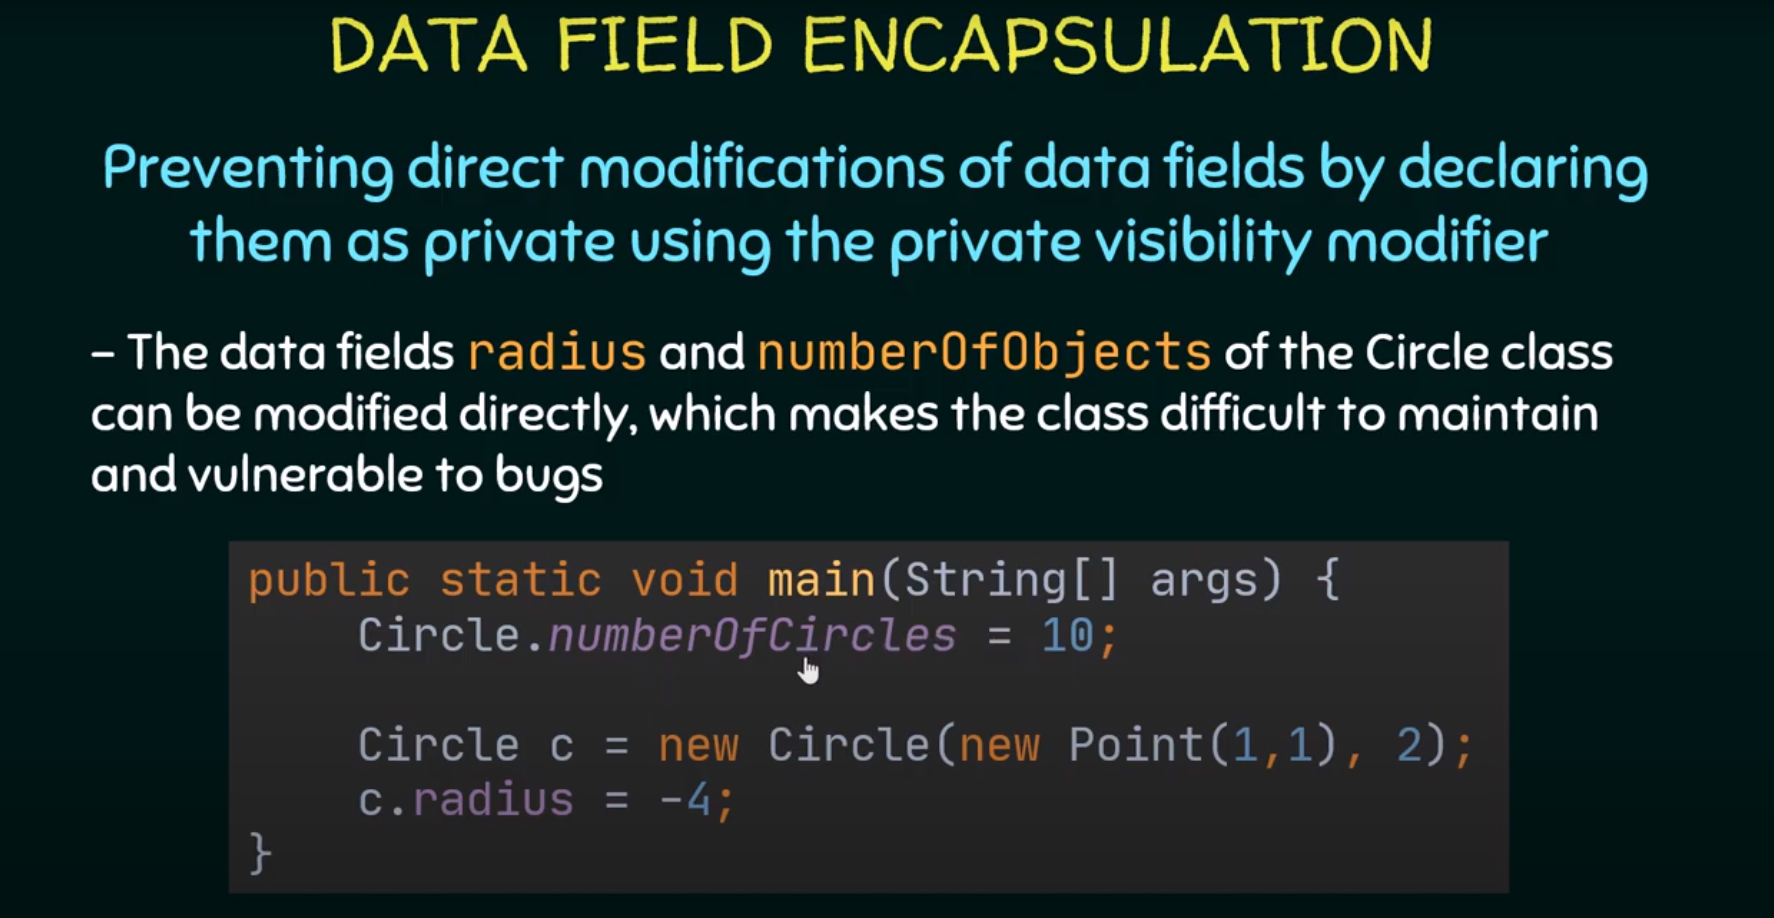 DATA FIELD ENCAPSULATION
Preventing direct modifications of data fields by declaring
them as private using the private visibility modifier
– The data fields radius and numberOfObjects of the Circle class
can be modified directly, which makes the class difficult to maintain
and vulnerable to bugs
public static void main(String[] args) {
    Circle.numberOfCircles = 10;
    Circle c = new Circle(new Point(1,1), 2);
    c.radius = -4;
}